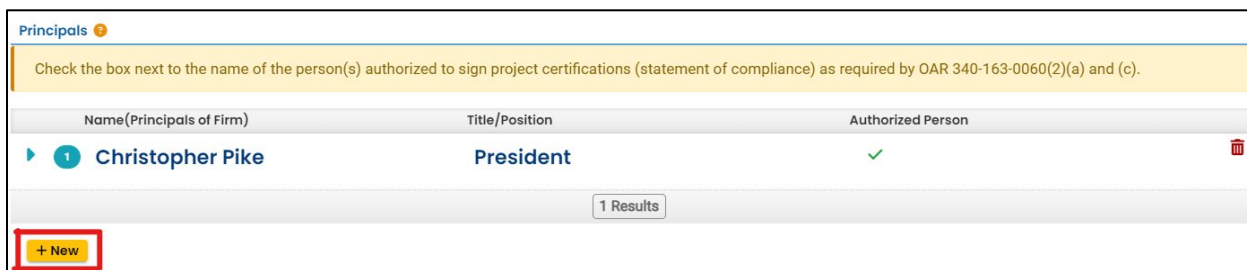 Principals ?
Check the box next to the name of the person(s) authorized to sign project certifications (statement of compliance) as required by OAR 340-163-0060(2)(a) and (c).
Name(Principals of Firm) Title/Position Authorized Person
1 Christopher Pike President
1 Results
+ New